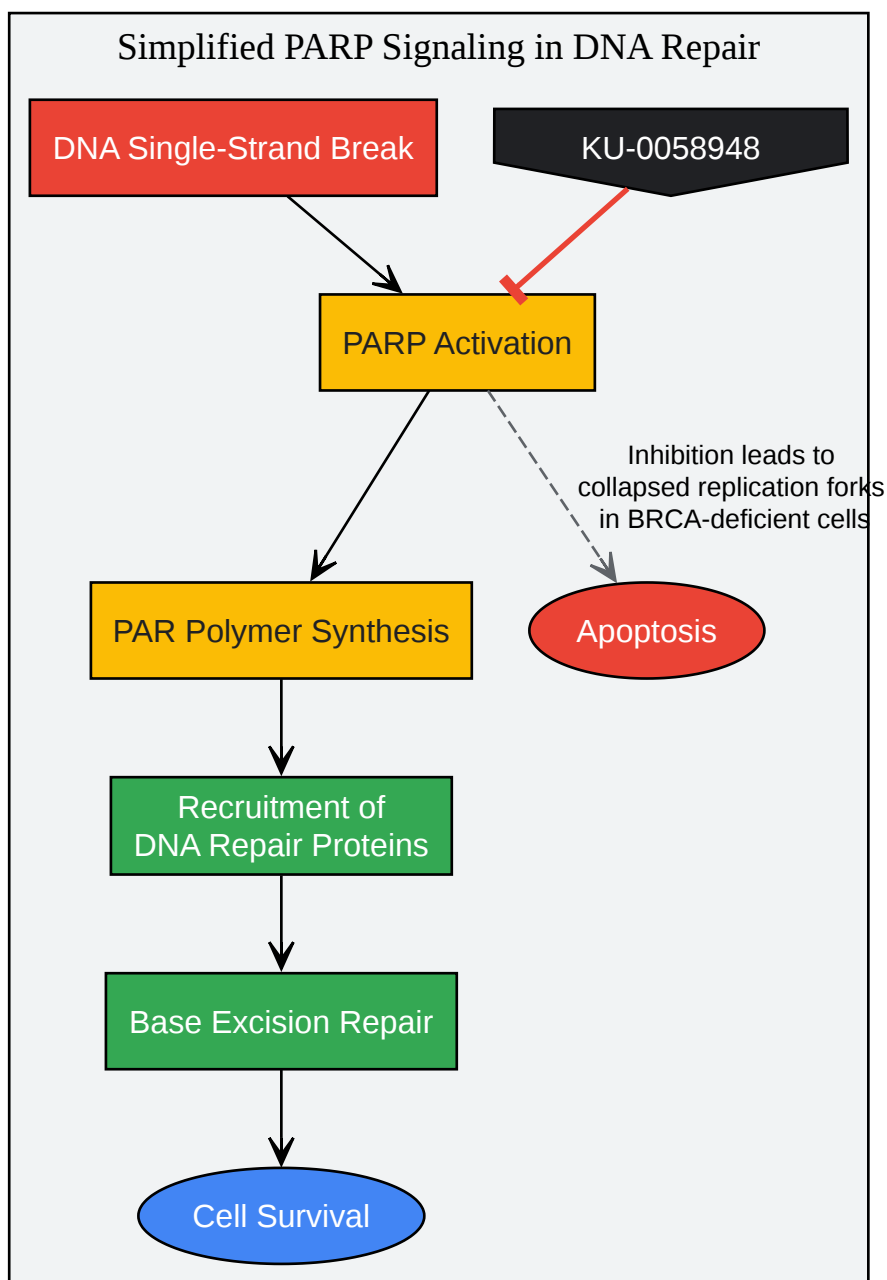 Simplified PARP Signaling in DNA Repair
DNA Single-Strand Break
KU-0058948
PARP Activation
Inhibition leads to
collapsed replication forks
in BRCA-deficient cells
PAR Polymer Synthesis
Apoptosis
Recruitment of
DNA Repair Proteins
Base Excision Repair
Cell Survival